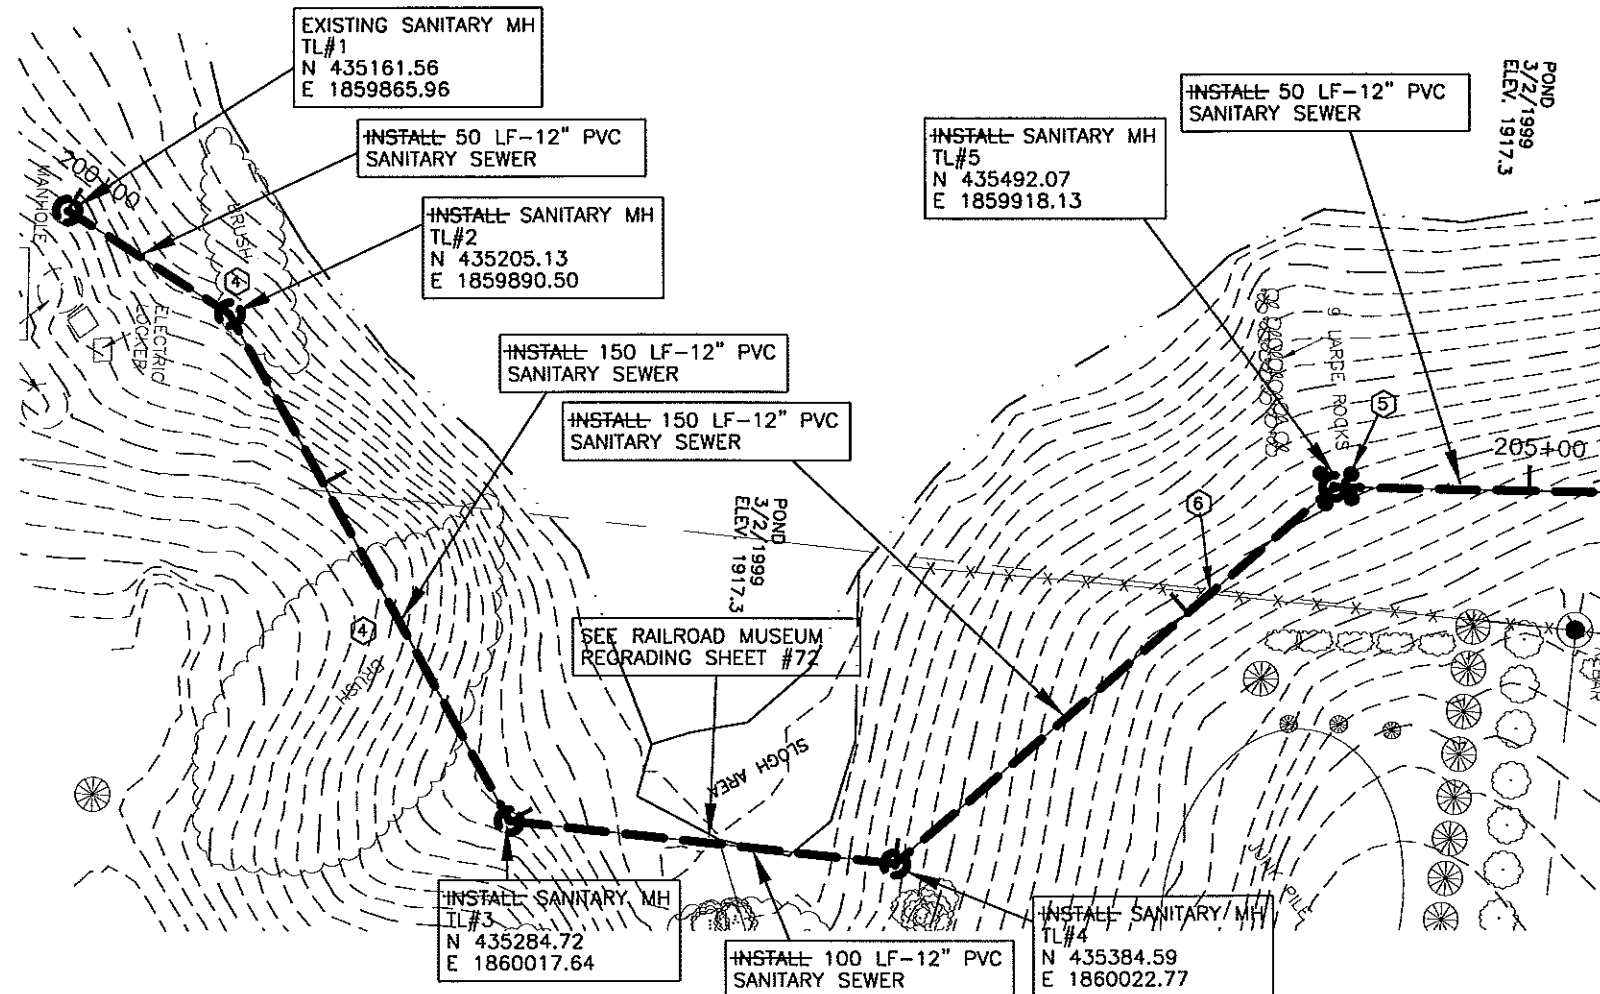 EXISTING SANITARY MH
TL#1
N 435161.56
E 1859865.96
INSTALL 50 LF-12" PVC
SANITARY SEWER
INSTALL SANITARY MH
TL#2
N 435205.13
E 1859890.50
INSTALL 150 LF-12" PVC
SANITARY SEWER
INSTALL 150 LF-12" PVC
SANITARY SEWER
INSTALL SANITARY MH
TL#5
N 435492.07
E 1859918.13
INSTALL 50 LF-12" PVC
SANITARY SEWER
POND
3/2/1999
ELEV. 1917.3
200+00
MANHOLE
BRUSH
4
ELECTRIC
LOCKER
9 LARGE ROCKS
5
205+00
6
POND
3/2/1999
ELEV. 1917.3
4
BRUSH
SEE RAILROAD MUSEUM
REGRADING SHEET #72
SLOGH AREA
REBAR
JUNK PILE
INSTALL SANITARY MH
TL#3
N 435284.72
E 1860017.64
INSTALL 100 LF-12" PVC
SANITARY SEWER
INSTALL SANITARY MH
TL#4
N 435384.59
E 1860022.77